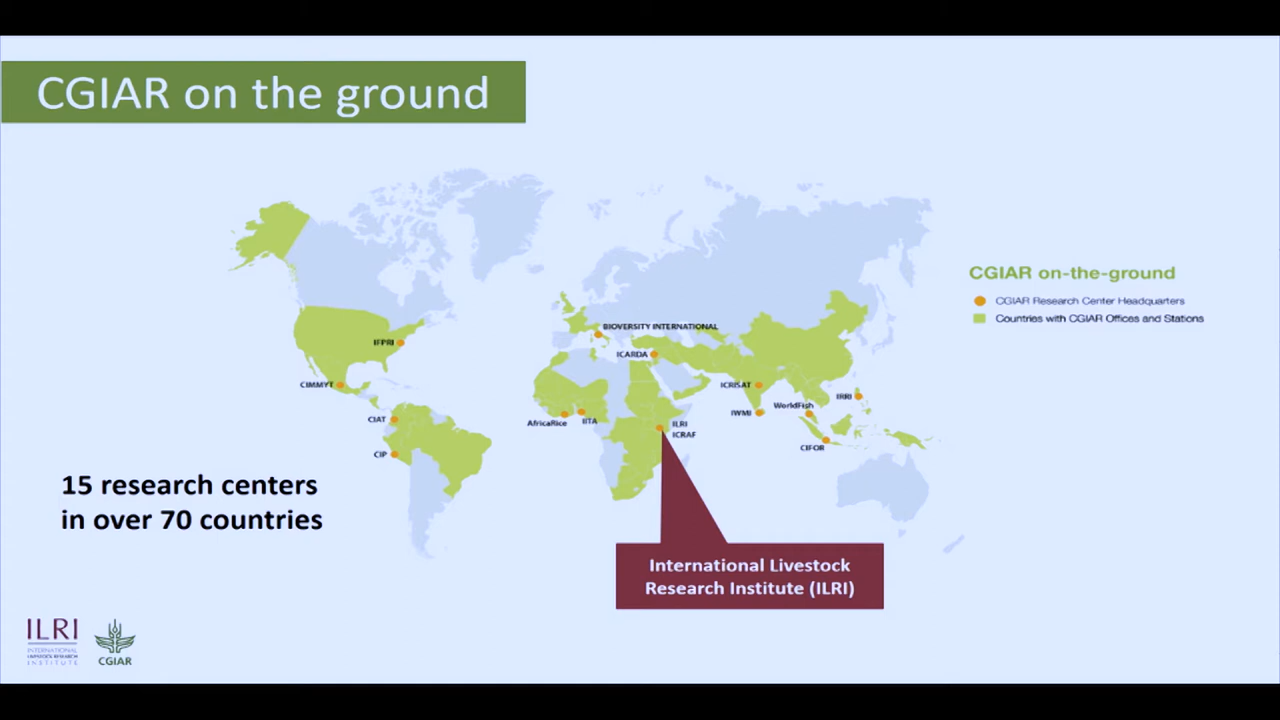 CGIAR on the ground
CGIAR on-the-ground
CGIAR Research Center Headquarters
Countries with CGIAR Offices and Stations
BIOVERSITY INTERNATIONAL
IFPRI
ICARDA
CIMMYT
ICRISAT
IRRI
WorldFish
IWMI
CIAT
AfricaRice
IITA
ILRI
ICRAF
CIFOR
CIP
15 research centers
in over 70 countries
International Livestock
Research Institute (ILRI)
ILRI
INTERNATIONAL
LIVESTOCK RESEARCH
INSTITUTE
CGIAR